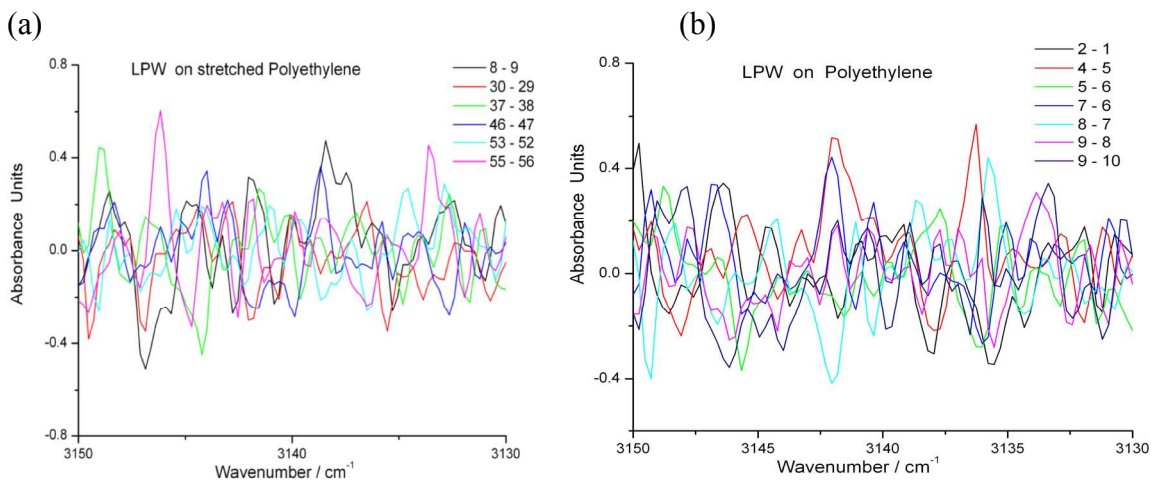 (a)
LPW on stretched Polyethylene
8 - 9
30 - 29
37 - 38
46 - 47
53 - 52
55 - 56
Absorbance Units
0.8
0.4
0.0
-0.4
-0.8
3150
3140
3130
Wavenumber / cm⁻¹
(b)
LPW on Polyethylene
2 - 1
4 - 5
5 - 6
7 - 6
8 - 7
9 - 8
9 - 10
Absorbance Units
0.8
0.4
0.0
-0.4
3150
3145
3140
3135
3130
Wavenumber / cm⁻¹